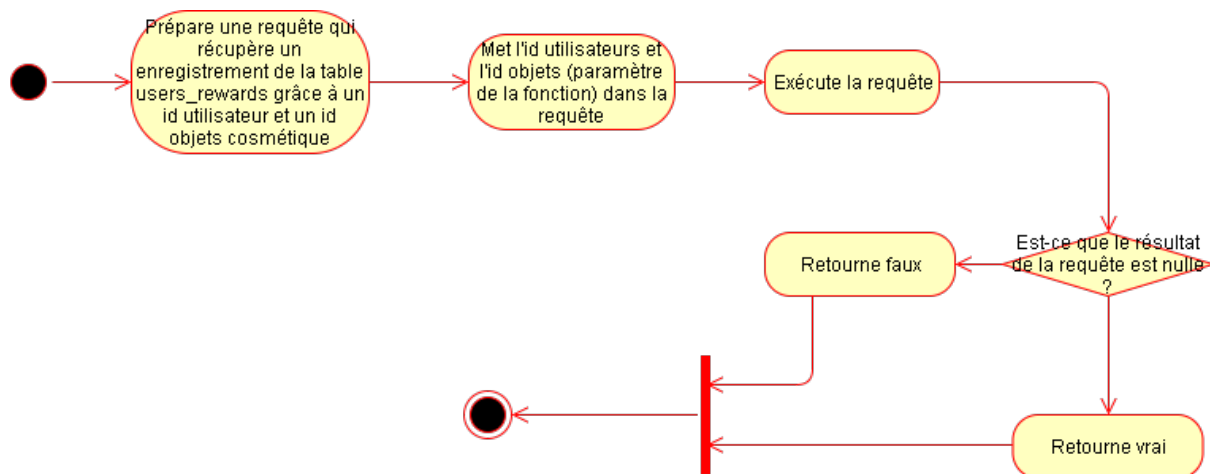 Prépare une requête qui
récupère un
enregistrement de la table
users_rewards grâce à un
id utilisateur et un id
objets cosmétique
Met l'id utilisateurs et
l'id objets (paramètre
de la fonction) dans la
requête
Exécute la requête
Est-ce que le résultat
de la requête est nulle
?
Retourne faux
Retourne vrai